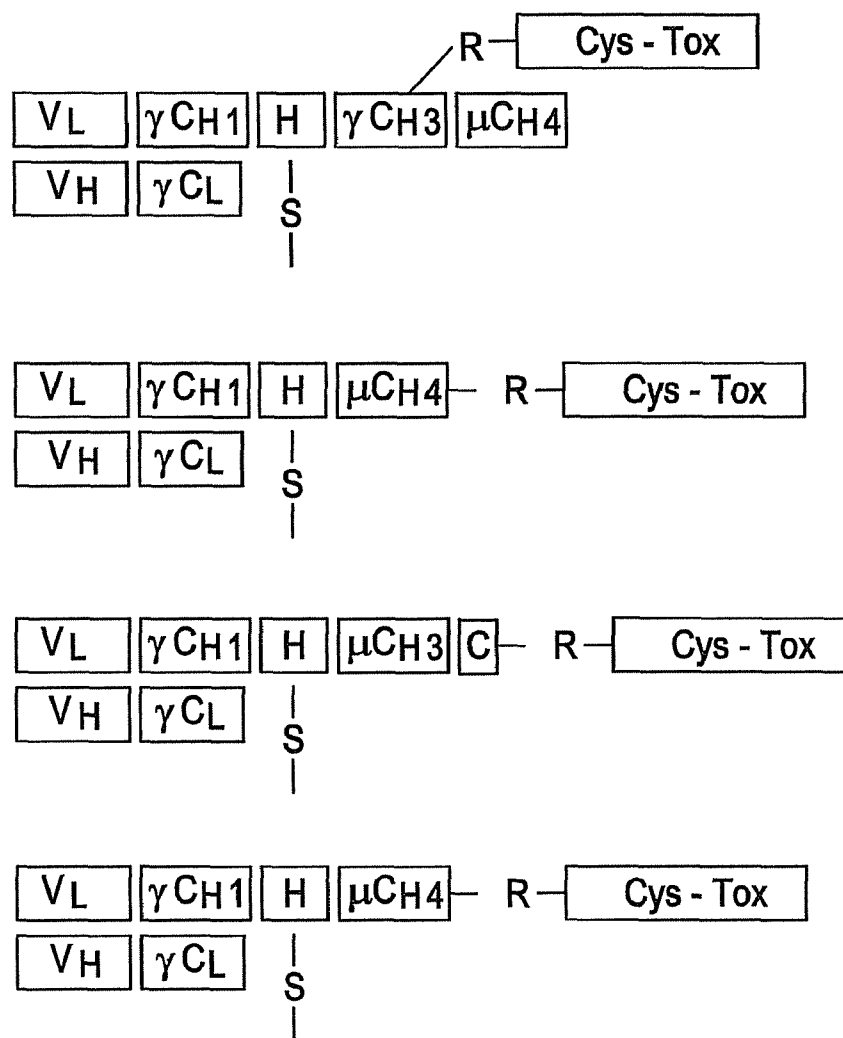 R Cys - Tox
VL γCH1 H γCH3 μCH4
VH γCL
S
VL γCH1 H μCH4 R Cys - Tox
VH γCL
S
VL γCH1 H μCH3 C R Cys - Tox
VH γCL
S
VL γCH1 H μCH4 R Cys - Tox
VH γCL
S